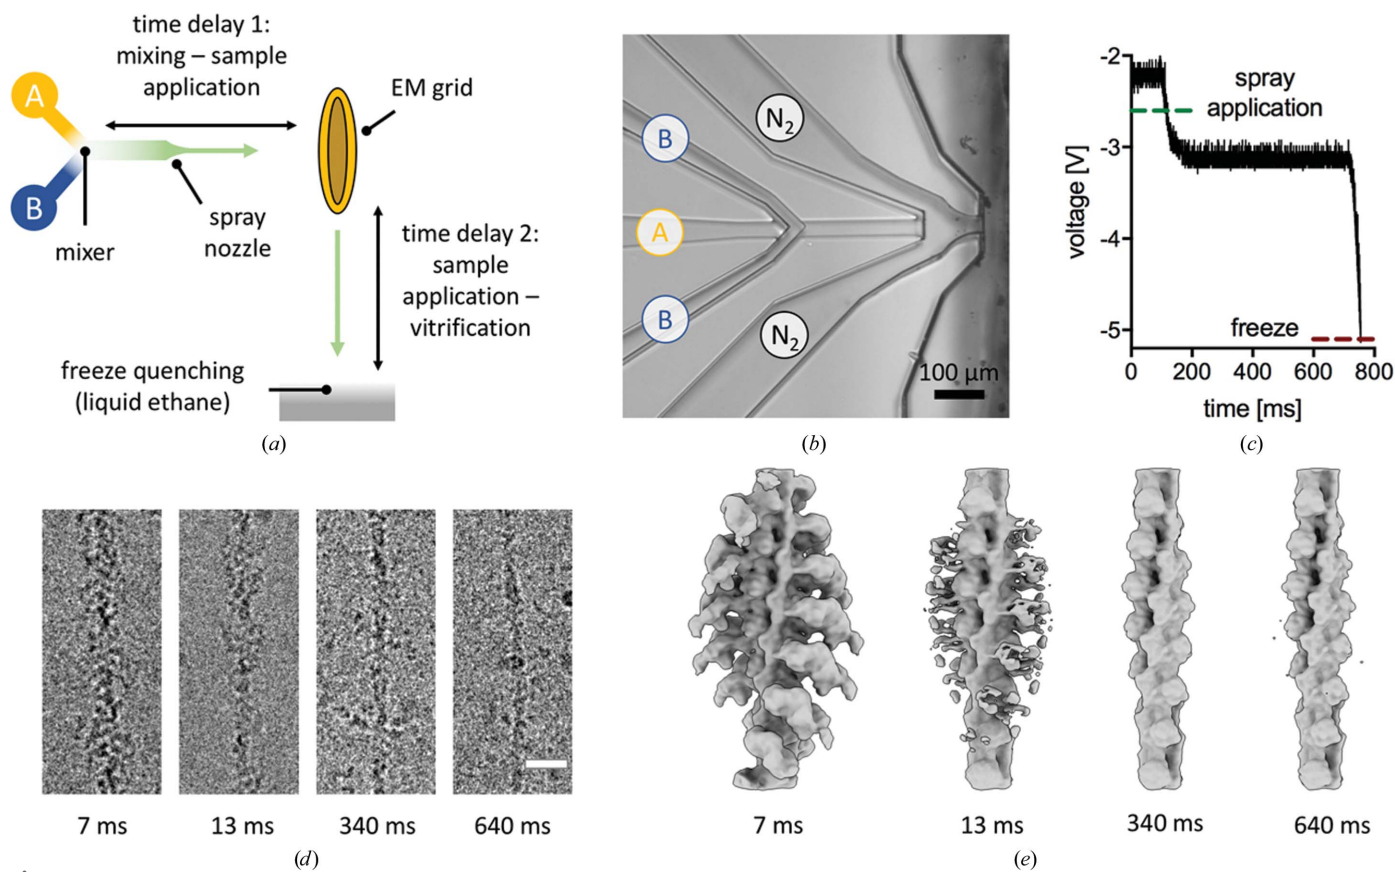 time delay 1:
mixing – sample
application
A
B
mixer
spray
nozzle
EM grid
time delay 2:
sample
application –
vitrification
freeze quenching
(liquid ethane)
(a)
B
A
B
N2
N2
100 μm
(b)
voltage [V]
-2
-3
-4
-5
spray
application
freeze
0 200 400 600 800
time [ms]
(c)
7 ms 13 ms 340 ms 640 ms
(d)
7 ms 13 ms 340 ms 640 ms
(e)